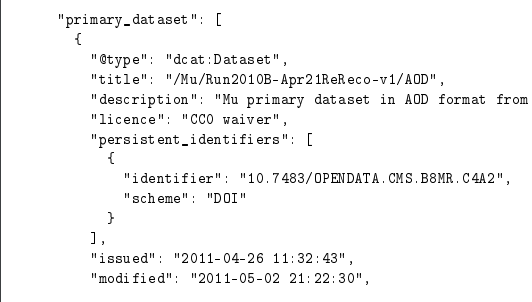 "primary_dataset": [
{
"@type": "dcat:Dataset",
"title": "/Mu/Run2010B-Apr21ReReco-v1/AOD",
"description": "Mu primary dataset in AOD format from
"licence": "CC0 waiver",
"persistent_identifiers": [
{
"identifier": "10.7483/OPENDATA.CMS.B8MR.C4A2",
"scheme": "DOI"
}
],
"issued": "2011-04-26 11:32:43",
"modified": "2011-05-02 21:22:30",